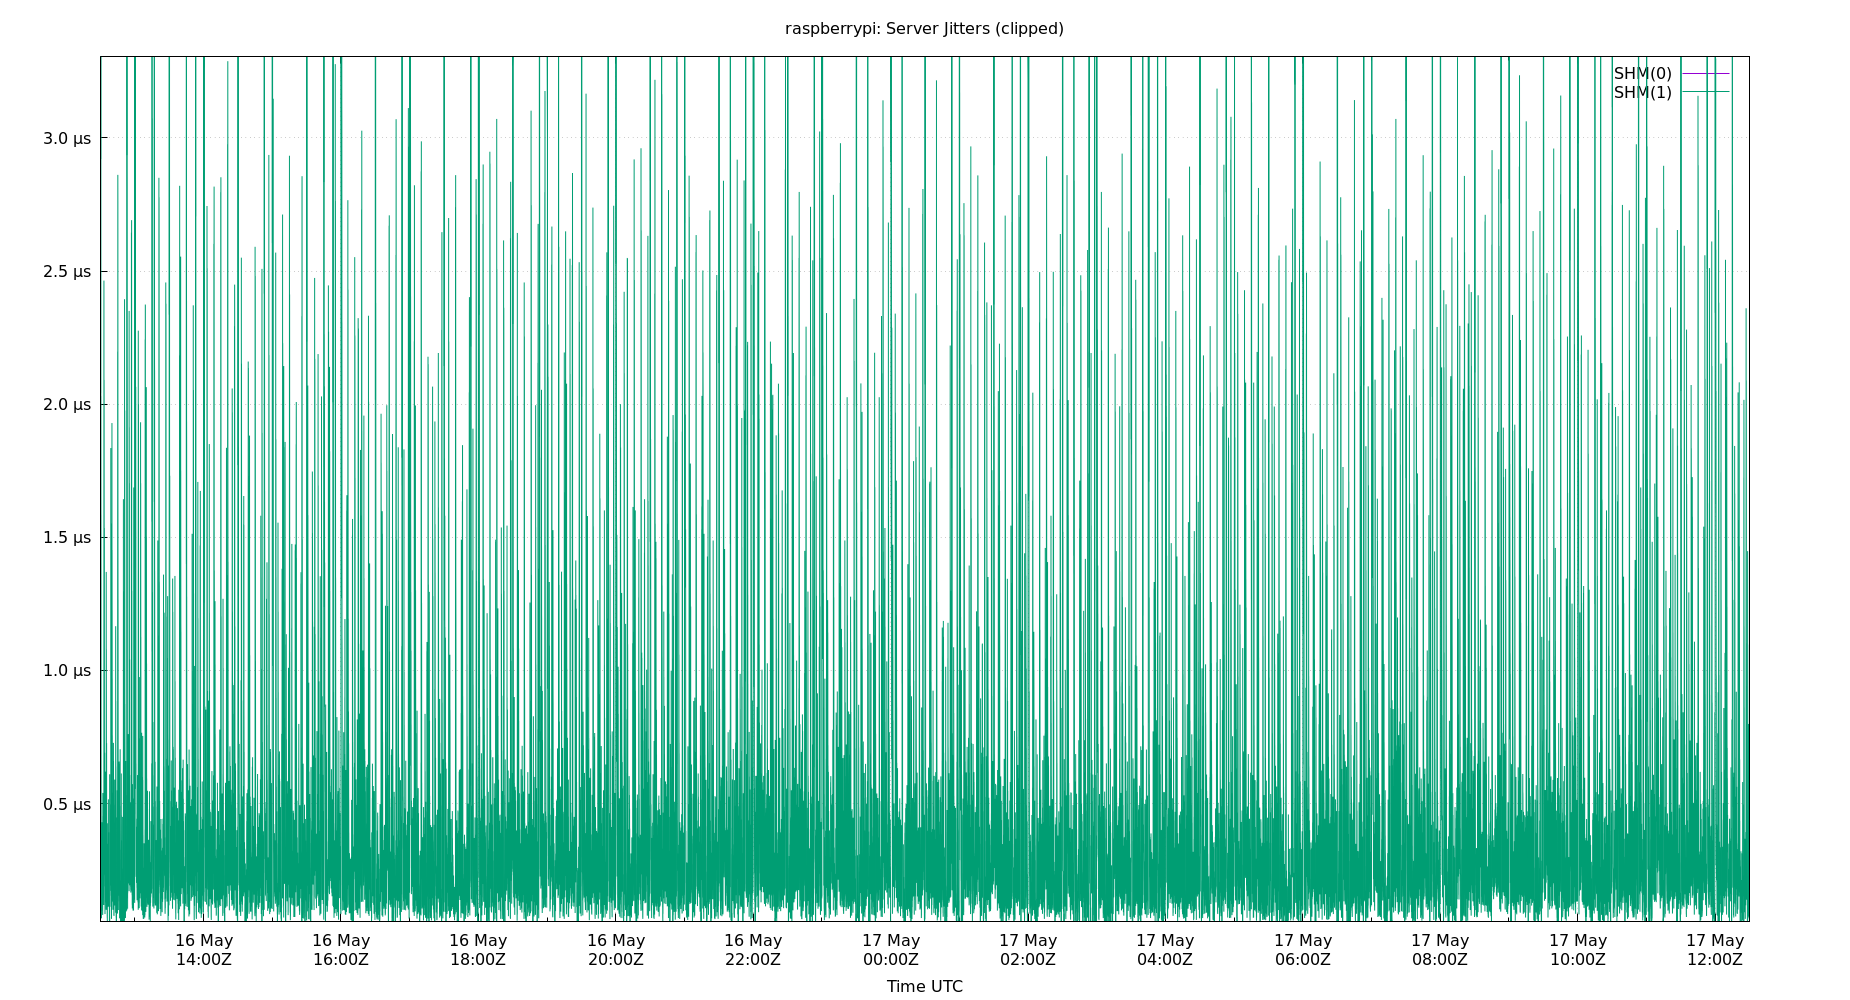 raspberrypi: Server Jitters (clipped)
SHM(0)
SHM(1)
3.0 µs
2.5 µs
2.0 µs
1.5 µs
1.0 µs
0.5 µs
16 May 16 May 16 May 16 May 16 May 17 May 17 May 17 May 17 May 17 May 17 May 17 May
14:00Z 16:00Z 18:00Z 20:00Z 22:00Z 00:00Z 02:00Z 04:00Z 06:00Z 08:00Z 10:00Z 12:00Z
Time UTC